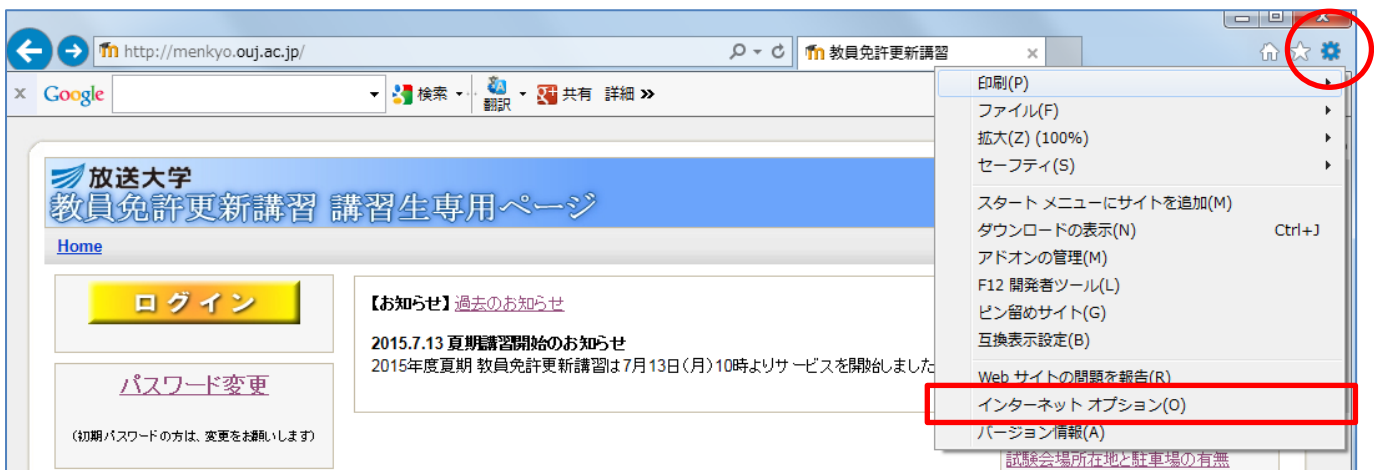 http://menkyo.ouj.ac.jp/
教員免許更新講習
x Google 検索 翻訳 共有 詳細 »
放送大学
教員免許更新講習 講習生専用ページ
Home
ログイン
パスワード変更
(初期パスワードの方は、変更をお願いします)
【お知らせ】過去のお知らせ
2015.7.13 夏期講習開始のお知らせ
2015年度夏期 教員免許更新講習は7月13日(月)10時よりサービスを開始しました
印刷(P)
ファイル(F)
拡大(Z) (100%)
セーフティ(S)
スタート メニューにサイトを追加(M)
ダウンロードの表示(N) Ctrl+J
アドオンの管理(M)
F12 開発者ツール(L)
ピン留めサイト(G)
互換表示設定(B)
Web サイトの問題を報告(R)
インターネット オプション(O)
バージョン情報(A)
試験会場所在地と駐車場の有無